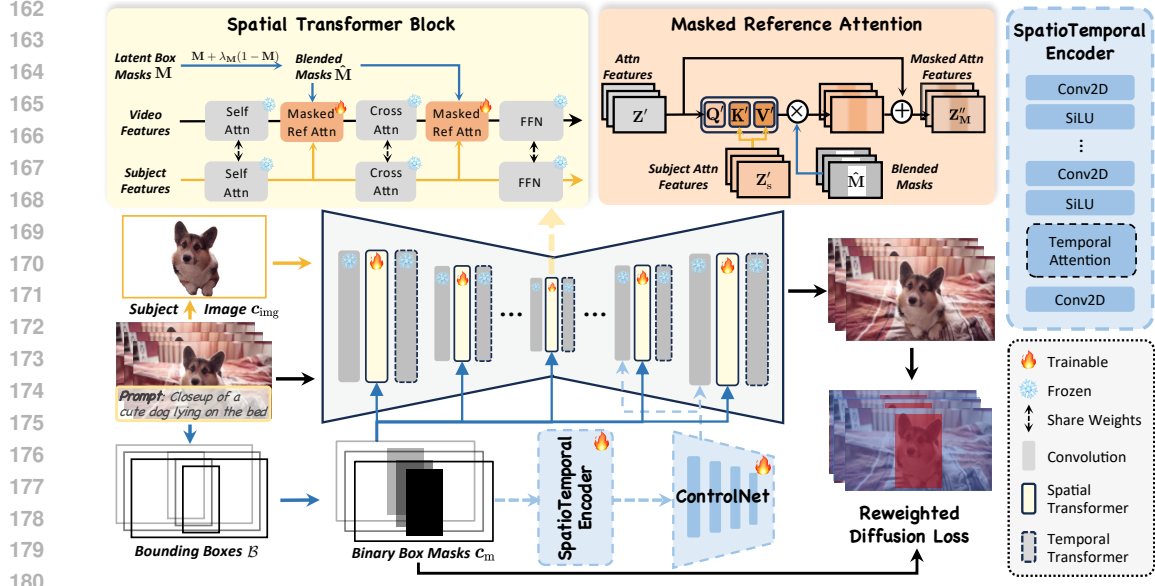 162
163
164
165
166
167
168
169
170
171
172
173
174
175
176
177
178
179
180
Spatial Transformer Block
Latent Box
Masks M
M + λ_M(1 − M)
Blended
Masks M̂
Video
Features
Self
Attn
Masked
Ref Attn
Cross
Attn
Masked
Ref Attn
FFN
Subject
Features
Self
Attn
Cross
Attn
FFN
Masked Reference Attention
Attn
Features
Z′
Q′ K′ V′
Masked Attn
Features
Z″_M
Subject Attn
Features
Z′_s
M̂
Blended
Masks
SpatioTemporal
Encoder
Conv2D
SiLU
⋮
Conv2D
SiLU
Temporal
Attention
Conv2D
Subject Image c_img
Prompt: Closeup of a
cute dog lying on the bed
Bounding Boxes ℬ
Binary Box Masks c_m
SpatioTemporal
Encoder
ControlNet
Reweighted
Diffusion Loss
Trainable
Frozen
Share Weights
Convolution
Spatial
Transformer
Temporal
Transformer